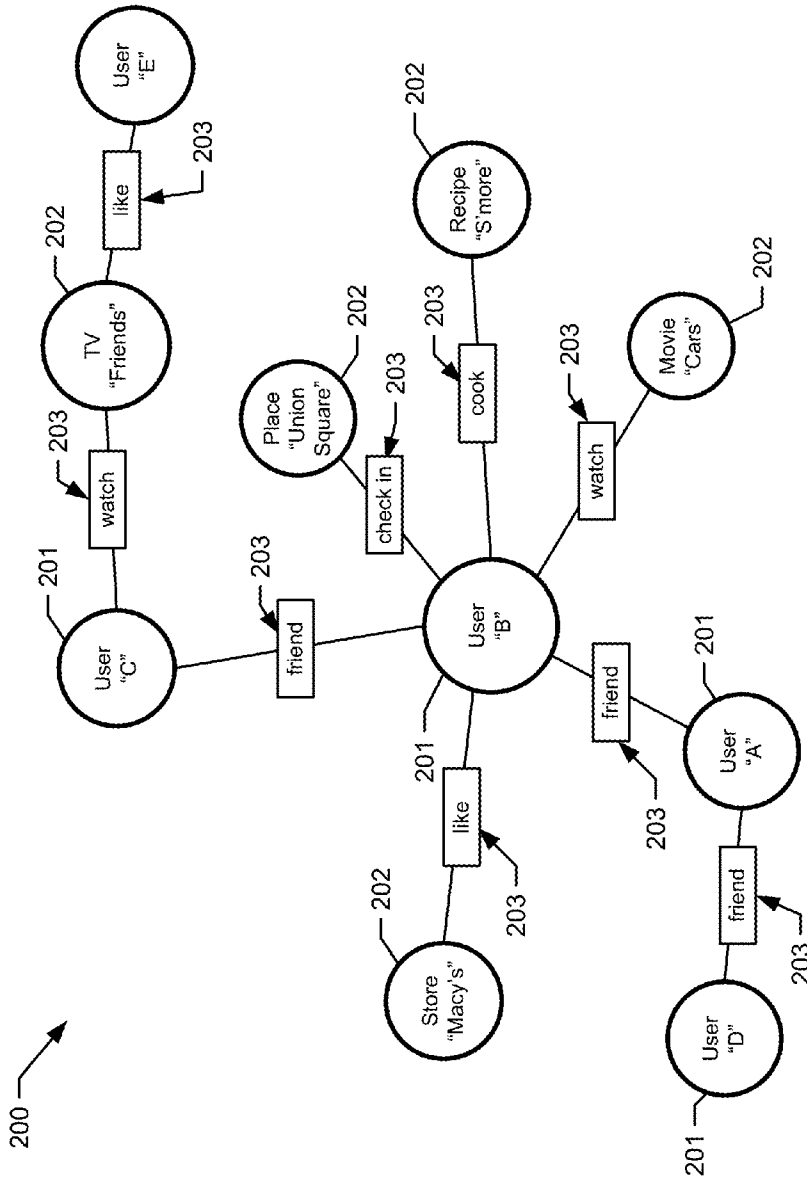 200
201
User
"D"
friend
203
User
"A"
201
friend
203
Store
"Macy's"
202
like
203
User
"B"
201
watch
203
Movie
"Cars"
202
cook
203
Recipe
"S'more"
202
check in
203
Place
"Union
Square"
202
friend
203
User
"C"
201
watch
203
TV
"Friends"
202
like
203
User
"E"